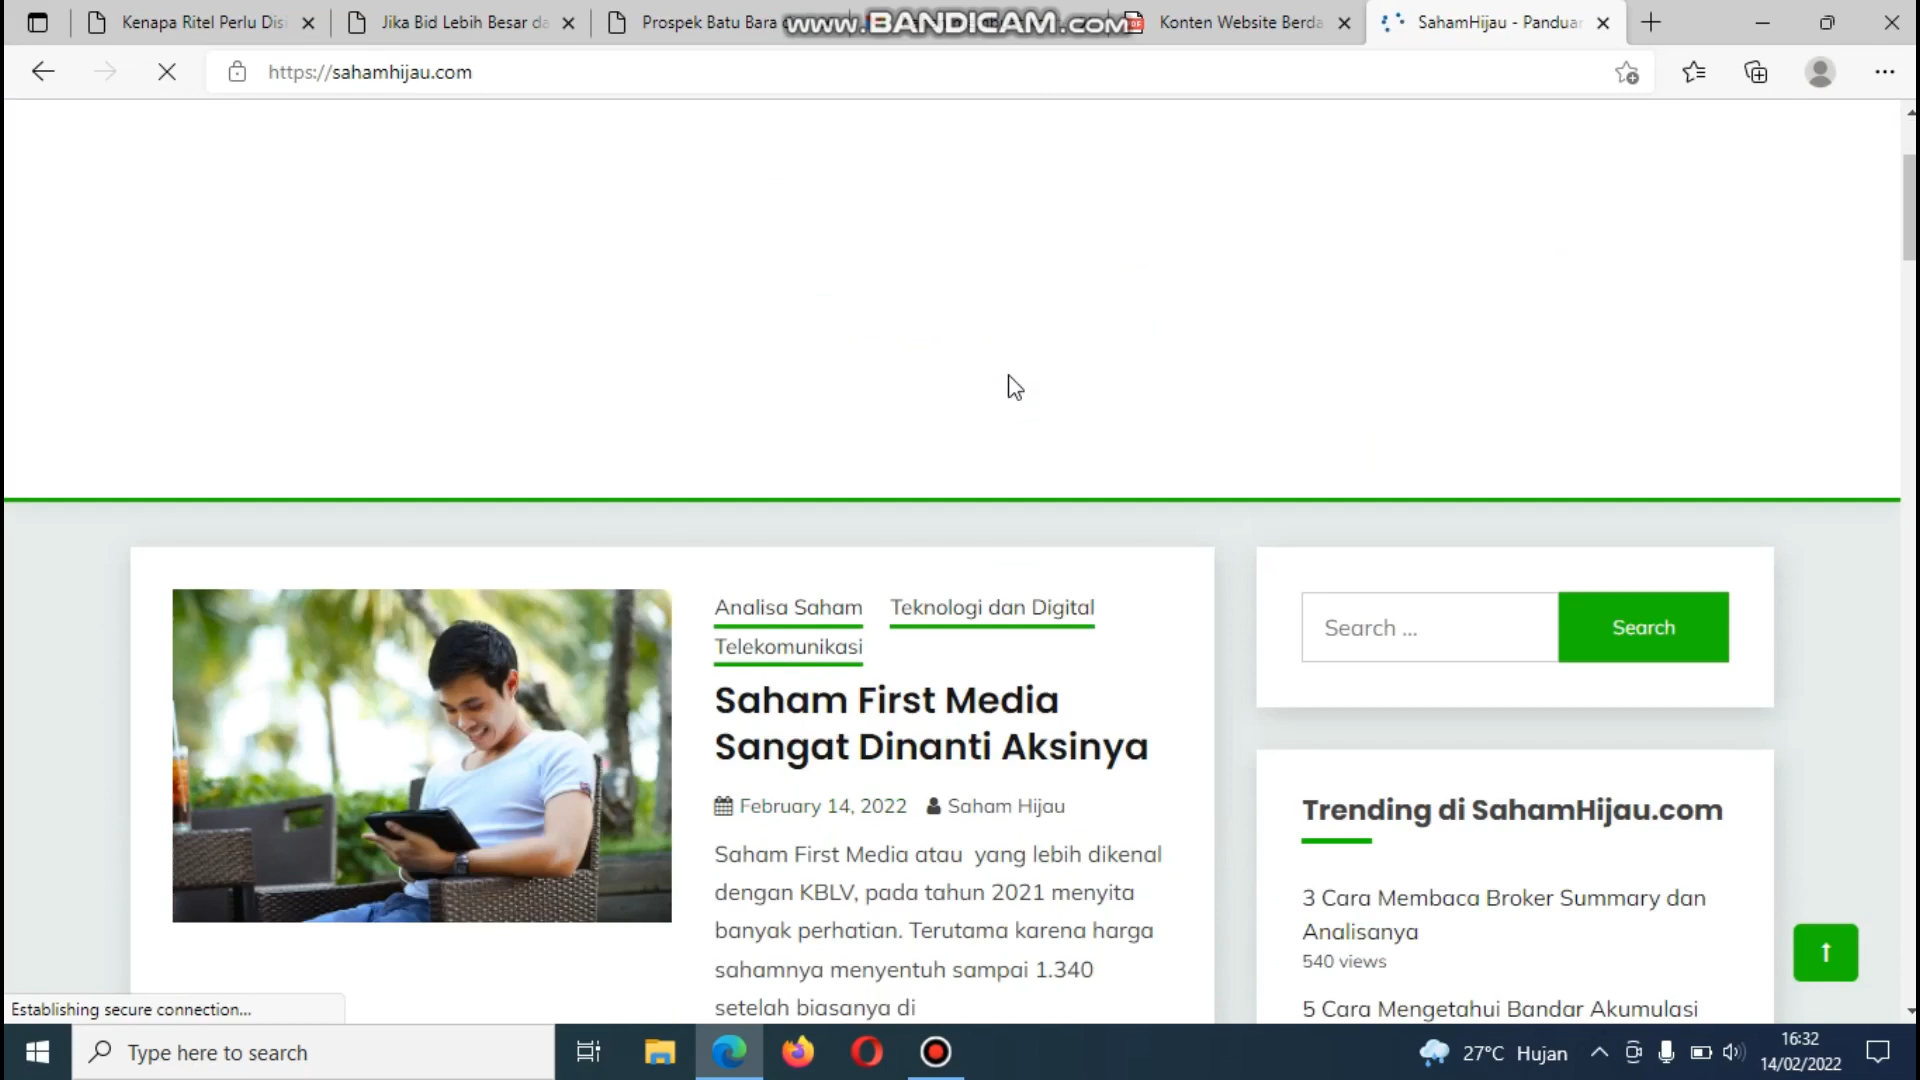 Kenapa Ritel Perlu Dis
Jika Bid Lebih Besar da
Prospek Batu Bara
www.BANDICAM.com
Konten Website Berda
SahamHijau - Panduan
https://sahamhijau.com
Analisa Saham
Teknologi dan Digital
Telekomunikasi
Saham First Media
Sangat Dinanti Aksinya
February 14, 2022
Saham Hijau
Saham First Media atau yang lebih dikenal
dengan KBLV, pada tahun 2021 menyita
banyak perhatian. Terutama karena harga
sahamnya menyentuh sampai 1.340
setelah biasanya di
Search ...
Search
Trending di SahamHijau.com
3 Cara Membaca Broker Summary dan
Analisanya
540 views
5 Cara Mengetahui Bandar Akumulasi
Establishing secure connection...
Type here to search
27°C Hujan
16:32
14/02/2022